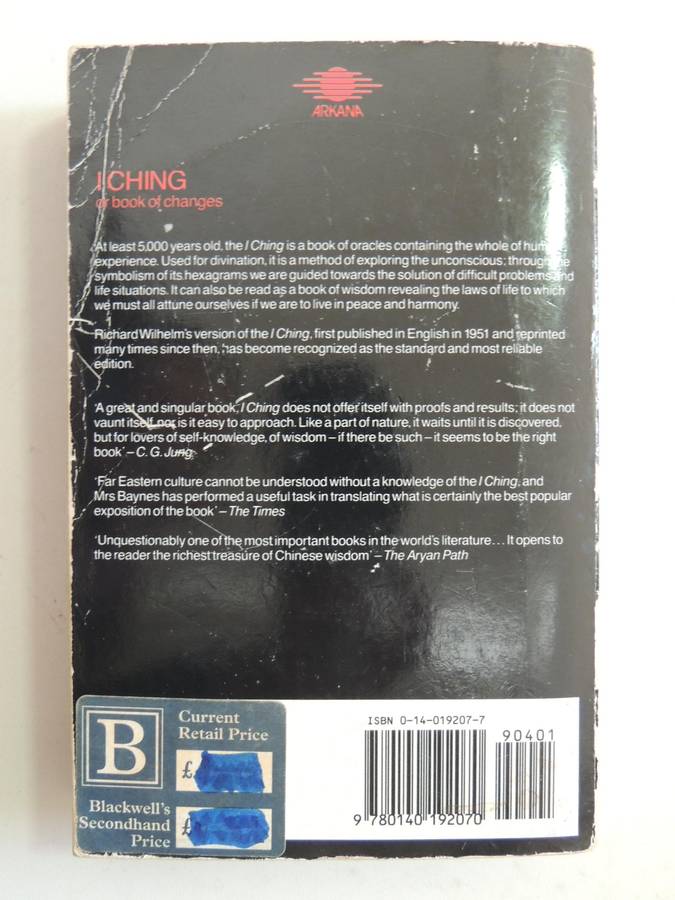 ARKANA
I CHING
or book of changes
At least 5,000 years old, the I Ching is a book of oracles containing the whole of human
experience. Used for divination, it is a method of exploring the unconscious; through the
symbolism of its hexagrams we are guided towards the solution of difficult problems and
life situations. It can also be read as a book of wisdom revealing the laws of life to which
we must all attune ourselves if we are to live in peace and harmony.
Richard Wilhelm's version of the I Ching, first published in English in 1951 and reprinted
many times since then, has become recognized as the standard and most reliable
edition.
'A great and singular book, I Ching does not offer itself with proofs and results; it does not
vaunt itself, nor is it easy to approach. Like a part of nature, it waits until it is discovered,
but for lovers of self-knowledge, of wisdom – if there be such – it seems to be the right
book' – C. G. Jung
'Far Eastern culture cannot be understood without a knowledge of the I Ching, and
Mrs Baynes has performed a useful task in translating what is certainly the best popular
exposition of the book' – The Times
'Unquestionably one of the most important books in the world's literature... It opens to
the reader the richest treasure of Chinese wisdom' – The Aryan Path
B
Current
Retail Price
£
Blackwell's
Secondhand
Price
£
ISBN 0-14-019207-7
90401
9 780140 192070